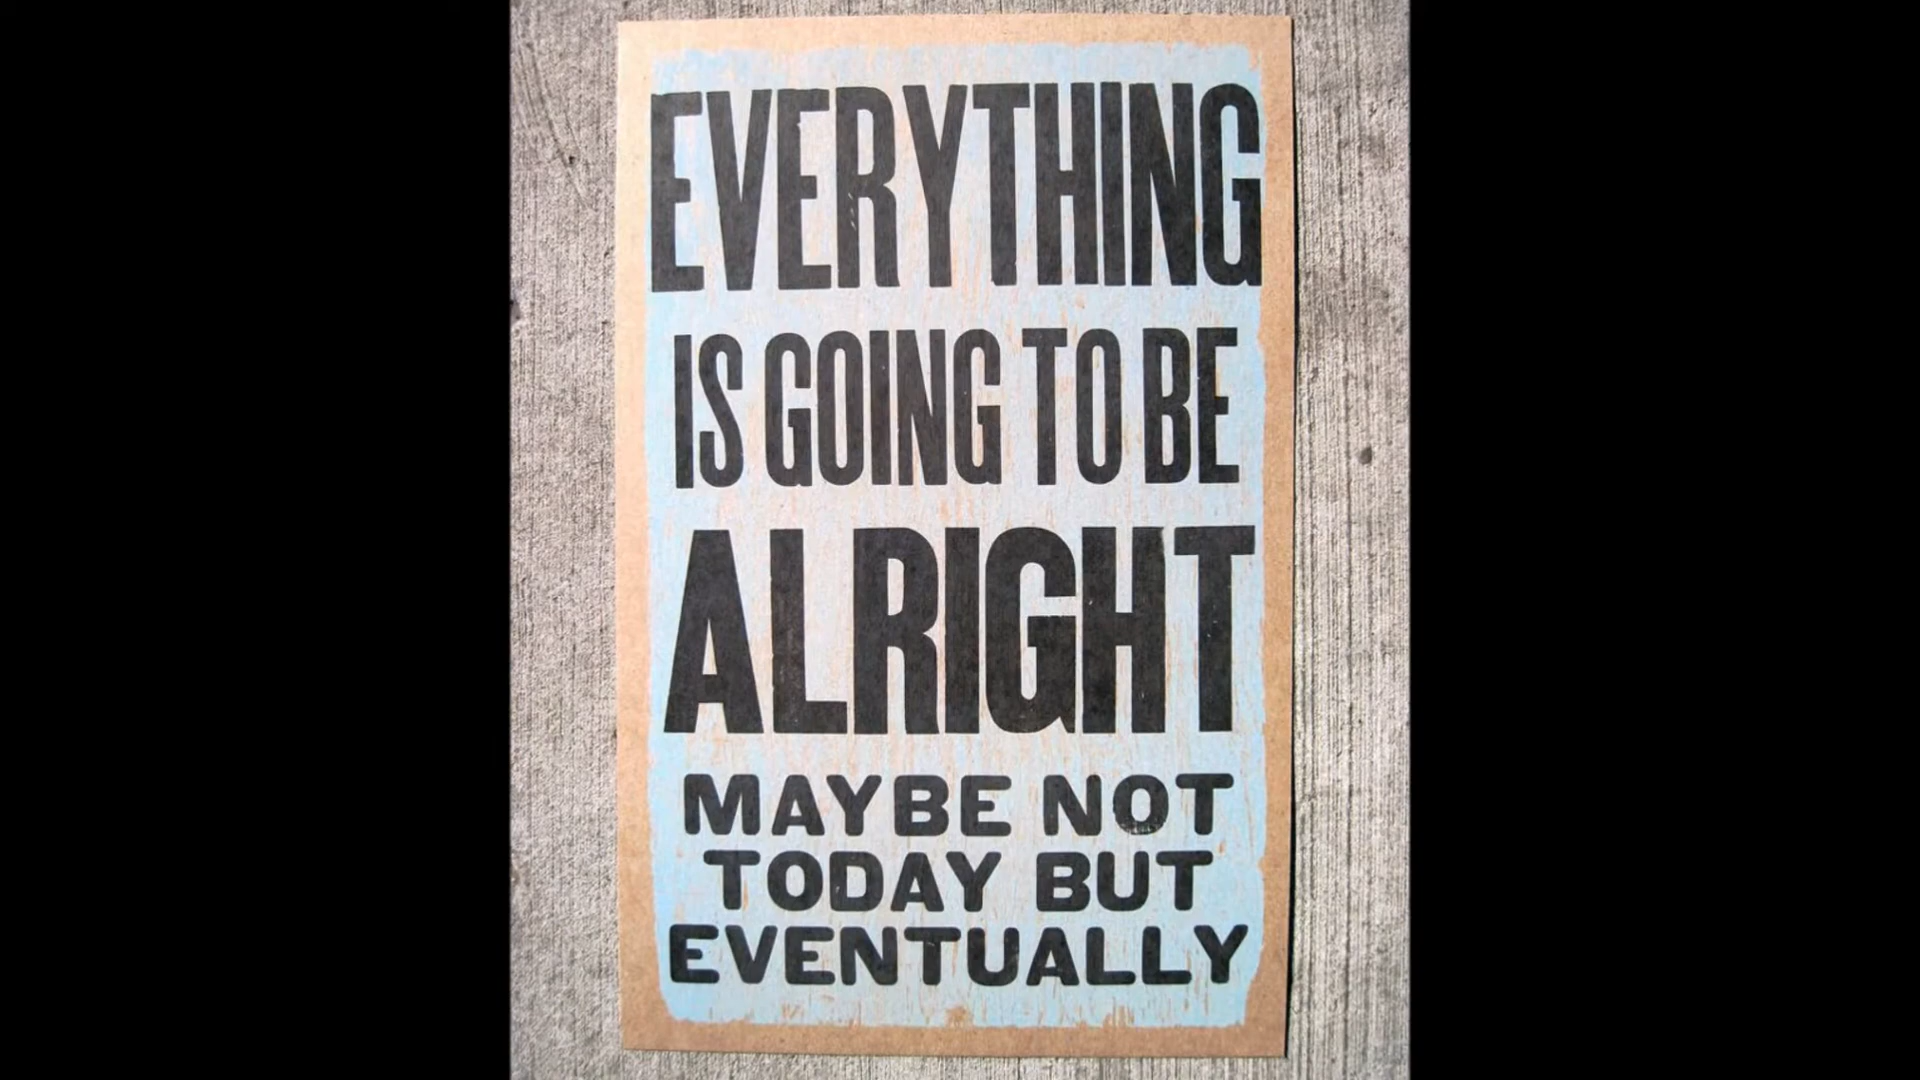 EVERYTHING
IS GOING TO BE
ALRIGHT
MAYBE NOT
TODAY BUT
EVENTUALLY